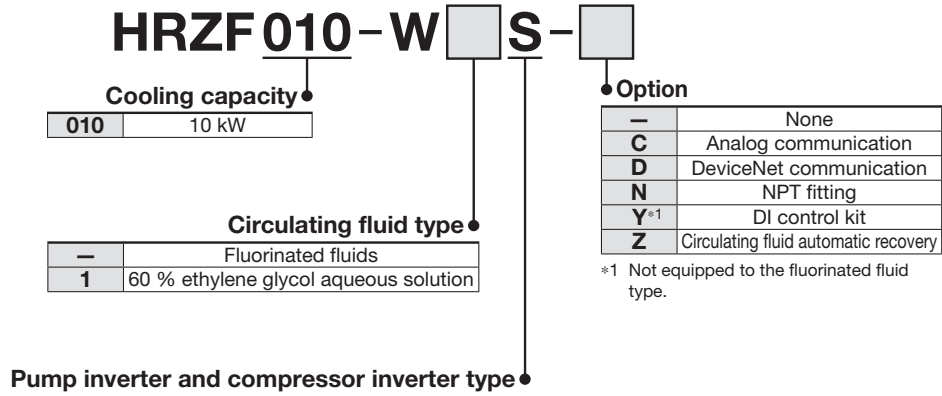 HRZF010-W□S-□
Cooling capacity
010 10 kW
Circulating fluid type
— Fluorinated fluids
1 60 % ethylene glycol aqueous solution
Pump inverter and compressor inverter type
Option
— None
C Analog communication
D DeviceNet communication
N NPT fitting
Y*1 DI control kit
Z Circulating fluid automatic recovery
*1 Not equipped to the fluorinated fluid
type.